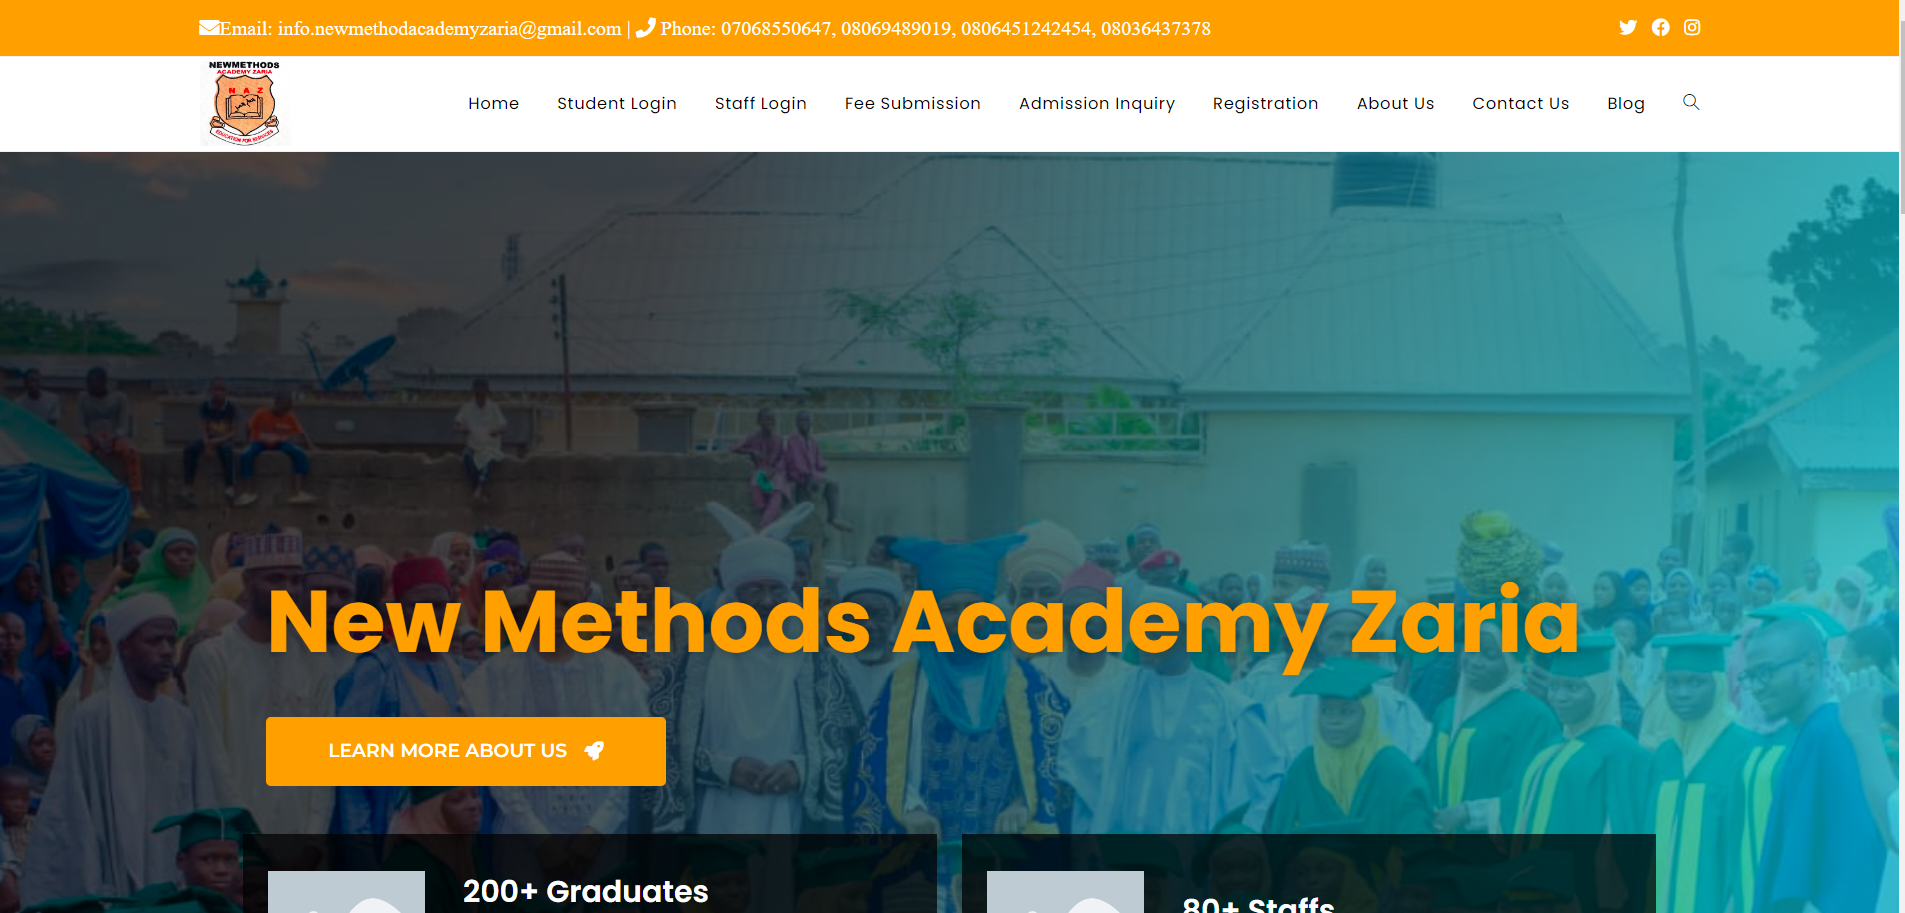 Email: info.newmethodacademyzaria@gmail.com | Phone: 07068550647, 08069489019, 0806451242454, 08036437378
NEWMETHODS
ACADEMY ZARIA
N A Z
EDUCATION FOR SERVICES
Home Student Login Staff Login Fee Submission Admission Inquiry Registration About Us Contact Us Blog
New Methods Academy Zaria
LEARN MORE ABOUT US
200+ Graduates
80+ Staffs